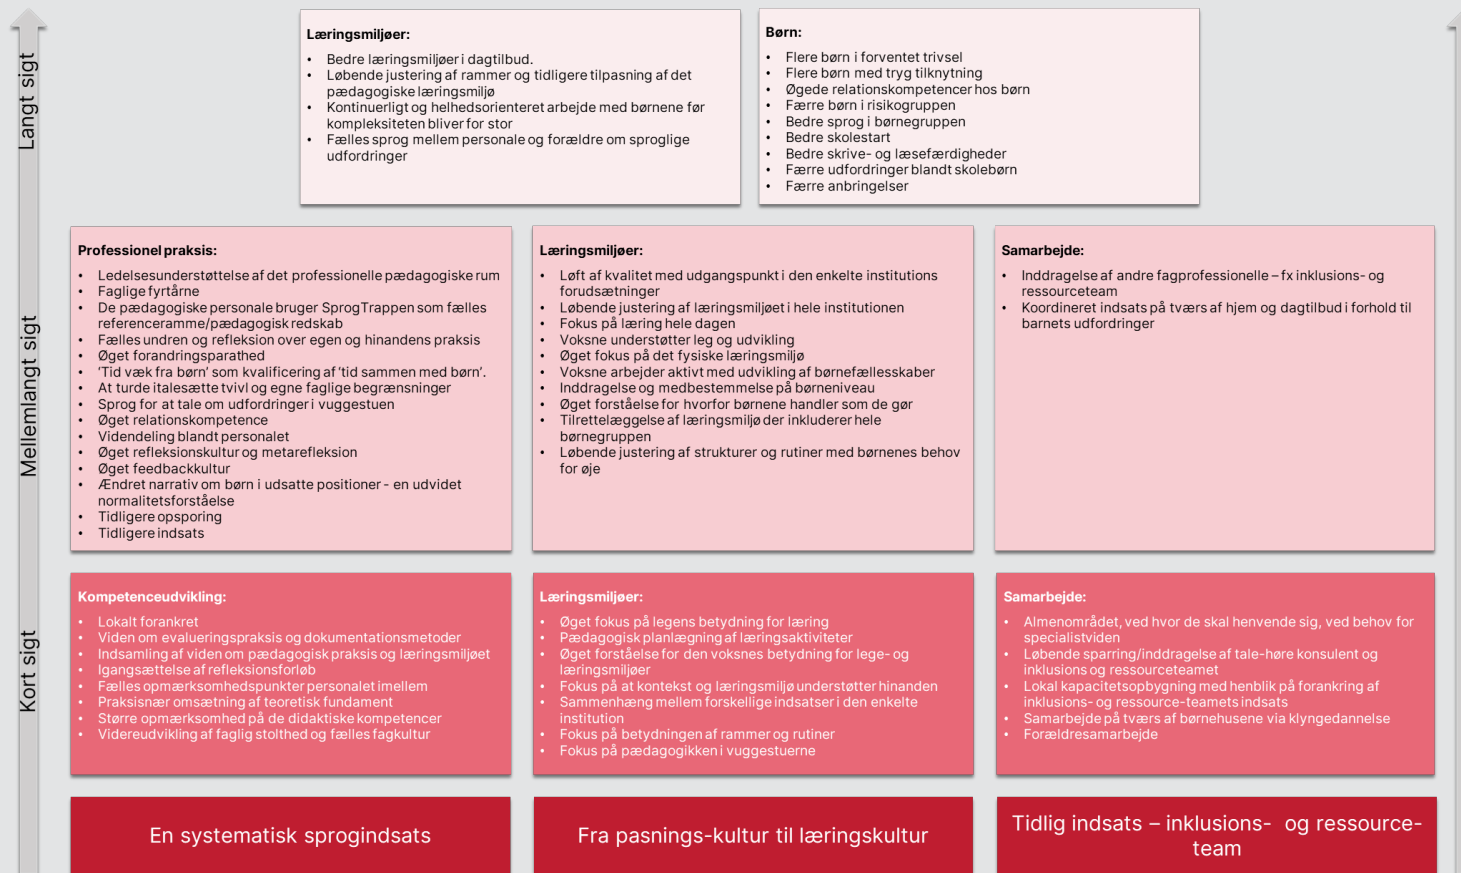 Langt sigt
Læringsmiljøer:
• Bedre læringsmiljøer i dagtilbud.
• Løbende justering af rammer og tidligere tilpasning af det
pædagogiske læringsmiljø
• Kontinuerligt og helhedsorienteret arbejde med børnene før
kompleksiteten bliver for stor
• Fælles sprog mellem personale og forældre om sproglige
udfordringer
Børn:
• Flere børn i forventet trivsel
• Flere børn med tryg tilknytning
• Øgede relationskompetencer hos børn
• Færre børn i risikogruppen
• Bedre sprog i børnegruppen
• Bedre skolestart
• Bedre skrive- og læsefærdigheder
• Færre udfordringer blandt skolebørn
• Færre anbringelser
Mellemlangt sigt
Professionel praksis:
• Ledelsesunderstøttelse af det professionelle pædagogiske rum
• Faglige fyrtårne
• De pædagogiske personale bruger SprogTrappen som fælles
referenceramme/pædagogisk redskab
• Fælles undren og refleksion over egen og hinandens praksis
• Øget forandringsparathed
• ’Tid væk fra børn’ som kvalificering af ’tid sammen med børn’.
• At turde italesætte tvivl og egne faglige begrænsninger
• Sprog for at tale om udfordringer i vuggestuen
• Øget relationskompetence
• Videndeling blandt personalet
• Øget refleksionskultur og metarefleksion
• Øget feedbackkultur
• Ændret narrativ om børn i udsatte positioner - en udvidet
normalitetsforståelse
• Tidligere opsporing
• Tidligere indsats
Læringsmiljøer:
• Løft af kvalitet med udgangspunkt i den enkelte institutions
forudsætninger
• Løbende justering af læringsmiljøet i hele institutionen
• Fokus på læring hele dagen
• Voksne understøtter leg og udvikling
• Øget fokus på det fysiske læringsmiljø
• Voksne arbejder aktivt med udvikling af børnefællesskaber
• Inddragelse og medbestemmelse på børneniveau
• Øget forståelse for hvorfor børnene handler som de gør
• Tilrettelæggelse af læringsmiljø der inkluderer hele
børnegruppen
• Løbende justering af strukturer og rutiner med børnenes behov
for øje
Samarbejde:
• Inddragelse af andre fagprofessionelle – fx inklusions- og
ressourceteam
• Koordineret indsats på tværs af hjem og dagtilbud i forhold til
barnets udfordringer
Kort sigt
Kompetenceudvikling:
• Lokalt forankret
• Viden om evalueringspraksis og dokumentationsmetoder
• Indsamling af viden om pædagogisk praksis og læringsmiljøet
• Igangsættelse af refleksionsforløb
• Fælles opmærksomhedspunkter personalet imellem
• Praksisnær omsætning af teoretisk fundament
• Større opmærksomhed på de didaktiske kompetencer
• Videreudvikling af faglig stolthed og fælles fagkultur
Læringsmiljøer:
• Øget fokus på legens betydning for læring
• Pædagogisk planlægning af læringsaktiviteter
• Øget forståelse for den voksnes betydning for lege- og
læringsmiljøer
• Fokus på at kontekst og læringsmiljø understøtter hinanden
• Sammenhæng mellem forskellige indsatser i den enkelte
institution
• Fokus på betydningen af rammer og rutiner
• Fokus på pædagogikken i vuggestuerne
Samarbejde:
• Almenområdet, ved hvor de skal henvende sig, ved behov for
specialistviden
• Løbende sparring/inddragelse af tale-høre konsulent og
inklusions og ressourceteamet
• Lokal kapacitetsopbygning med henblik på forankring af
inklusions- og ressource-teamets indsats
• Samarbejde på tværs af børnehusene via klyngedannelse
• Forældresamarbejde
En systematisk sprogindsats
Fra pasnings-kultur til læringskultur
Tidlig indsats – inklusions- og ressource-
team